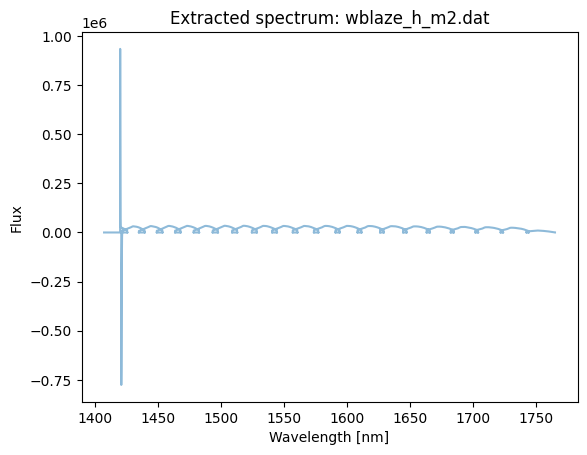 Extracted spectrum: wblaze_h_m2.dat
1e6
1.00
0.75
0.50
0.25
0.00
−0.25
−0.50
−0.75
Flux
1400 1450 1500 1550 1600 1650 1700 1750
Wavelength [nm]